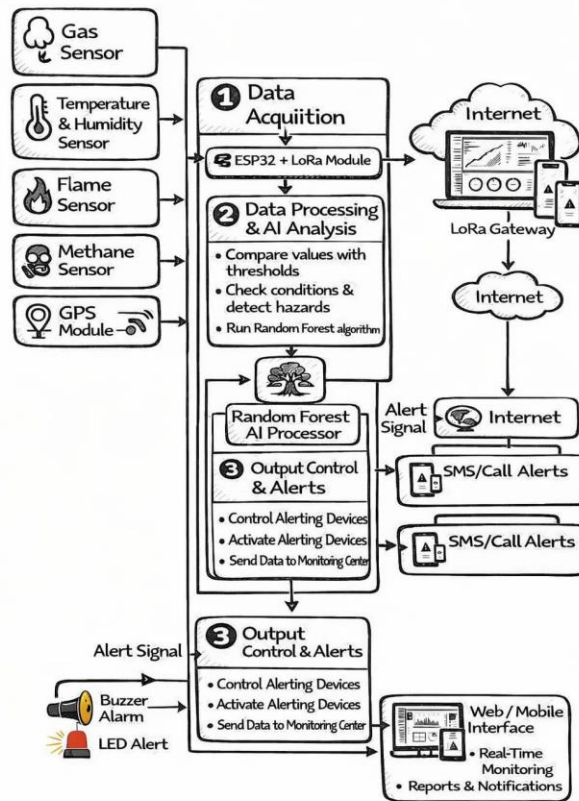 Gas
Sensor
Temperature
& Humidity
Sensor
Flame
Sensor
Methane
Sensor
GPS
Module
1 Data
Acquiition
ESP32 + LoRa Module
2 Data Processing
& AI Analysis
• Compare values with
thresholds
• Check conditions &
detect hazards
• Run Random Forest algorithm
Random Forest
AI Processor
3 Output Control
& Alerts
• Control Alerting Devices
• Activate Alerting Devices
• Send Data to Monitoring Center
Internet
LoRa Gateway
Internet
Alert
Signal
Internet
SMS/Call Alerts
SMS/Call Alerts
3 Output
Control & Alerts
• Control Alerting Devices
• Activate Alerting Devices
• Send Data to Monitoring Center
Alert Signal
Buzzer
Alarm
LED Alert
Web / Mobile
Interface
• Real-Time
Monitoring
• Reports & Notifications